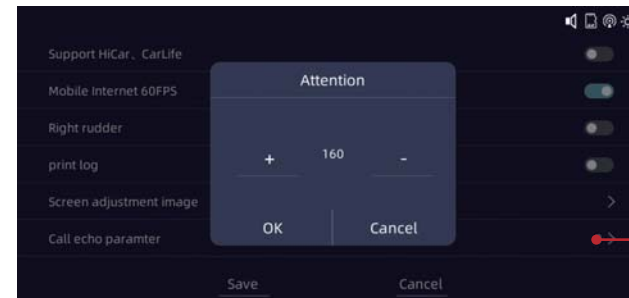 Support HiCar、CarLife
Attention
Mobile Internet 60FPS
Right rudder
+ 160 -
print log
Screen adjustment image
OK Cancel
Call echo paramter
Save Cancel